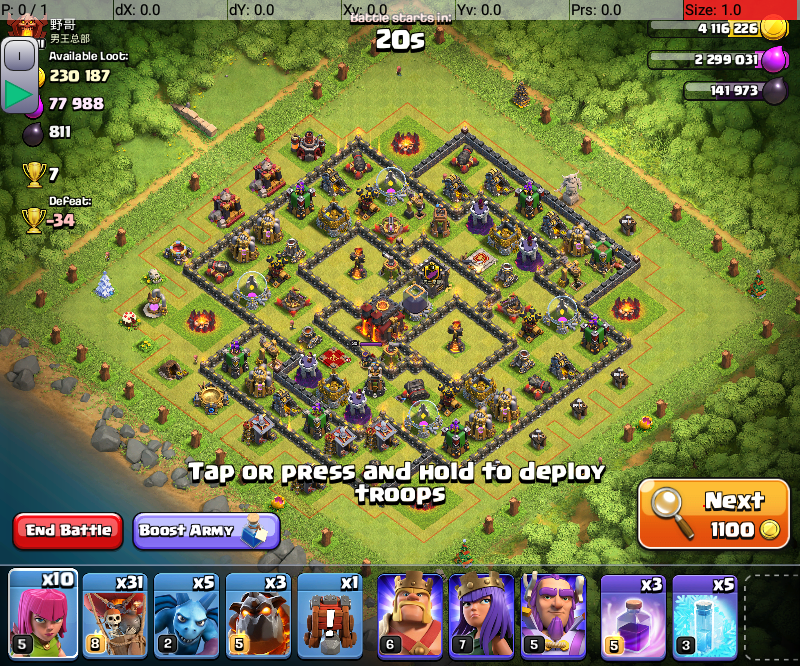 P: 0 / 1 dX: 0.0 dY: 0.0 Xy: 0.0 Yv: 0.0 Prs: 0.0 Size: 1.0
野哥
男王总部
Battle starts in:
20s
4 116 226
2 299 031
141 973
Available Loot:
230 187
77 988
811
7
Defeat:
-34
Tap or press and hold to deploy
troops
End Battle
Boost Army
Next
1100
x10 x31 x5 x3 x1 x3 x5
5 8 2 5 6 7 5 5 3